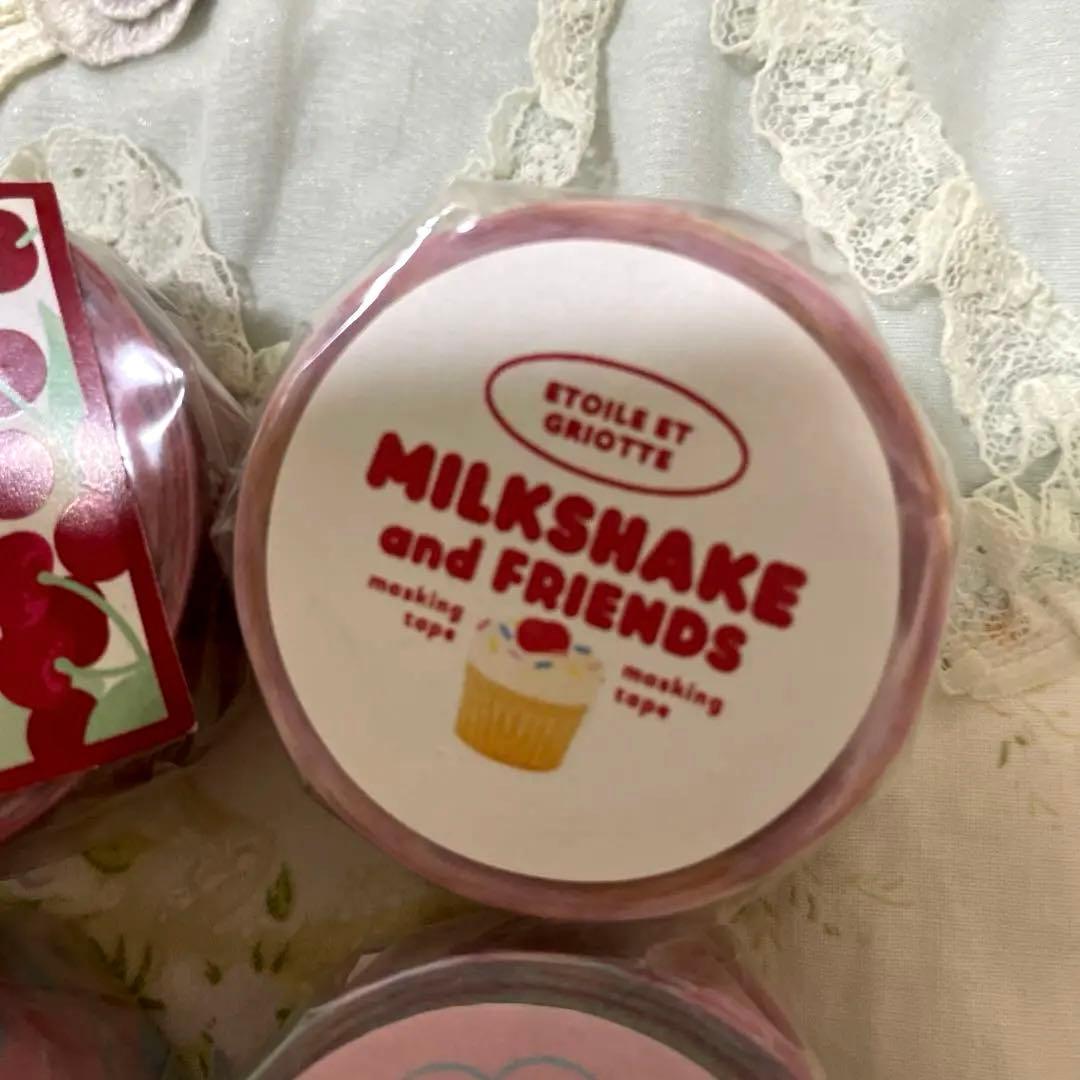 ETOILE ET
GRIOTTE
MILKSHAKE
and FRIENDS
masking
tape
masking
tape